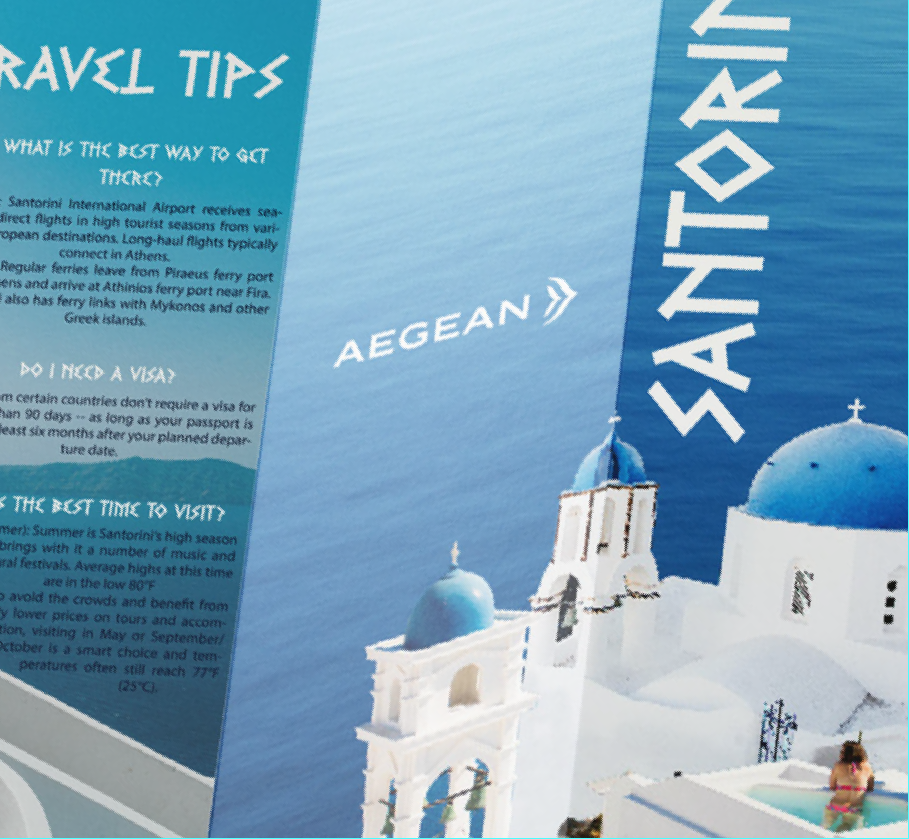 RAVEL TIPS
WHAT IS THE BEST WAY TO GET
THERE?
: Santorini International Airport receives sea-
direct flights in high tourist seasons from vari-
ropean destinations. Long-haul flights typically
connect in Athens.
Regular ferries leave from Piraeus ferry port
ens and arrive at Athinios ferry port near Fira.
also has ferry links with Mykonos and other
Greek islands.
DO I NEED A VISA?
m certain countries don't require a visa for
han 90 days -- as long as your passport is
least six months after your planned depar-
ture date.
S THE BEST TIME TO VISIT?
mer): Summer is Santorini's high season
brings with it a number of music and
ral festivals. Average highs at this time
are in the low 80°F
o avoid the crowds and benefit from
y lower prices on tours and accom-
tion, visiting in May or September/
October is a smart choice and tem-
peratures often still reach 77°F
(25°C).
AEGEAN
SANTORIN